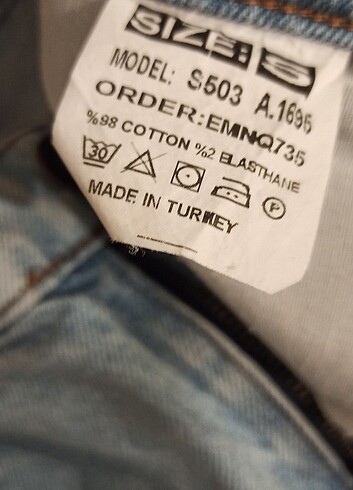 SIZE: S
MODEL: S503 A.1696
ORDER:EMNQ735
%98 COTTON %2 ELASTHANE
30 P
MADE IN TURKEY